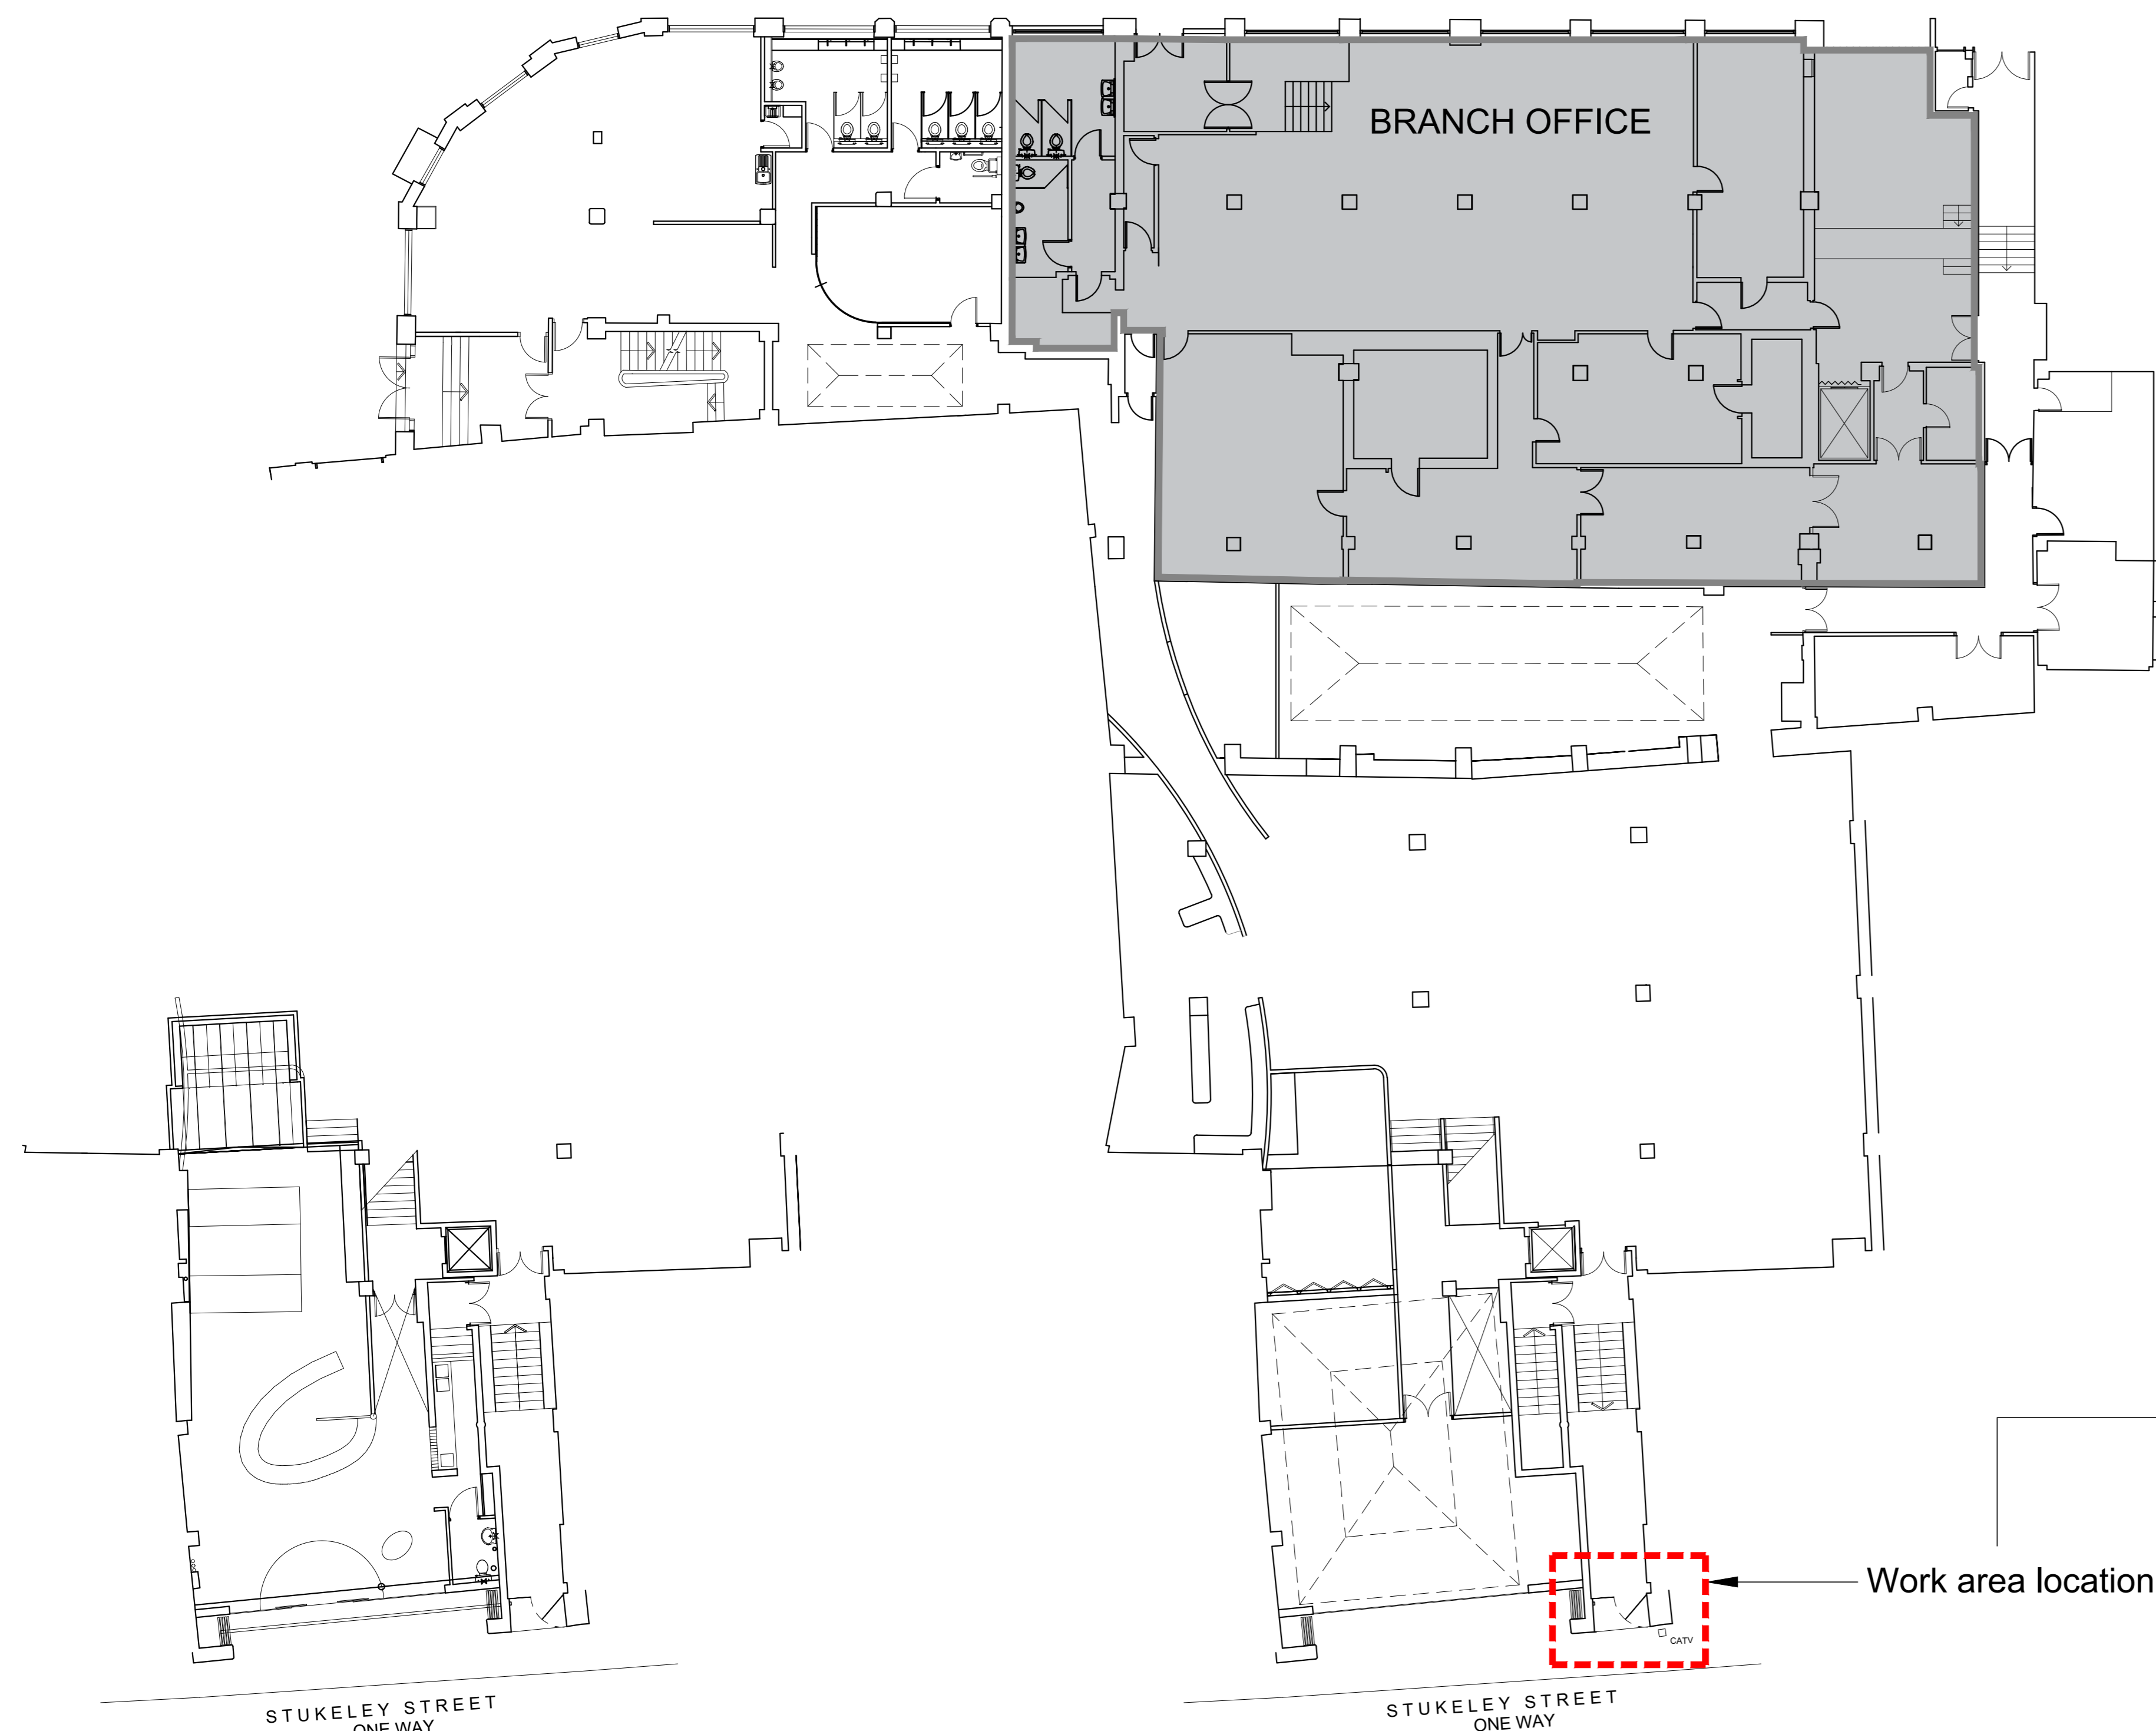 BRANCH OFFICE
Work area location
CATV
STUKELEY STREET
ONE WAY
STUKELEY STREET
ONE WAY